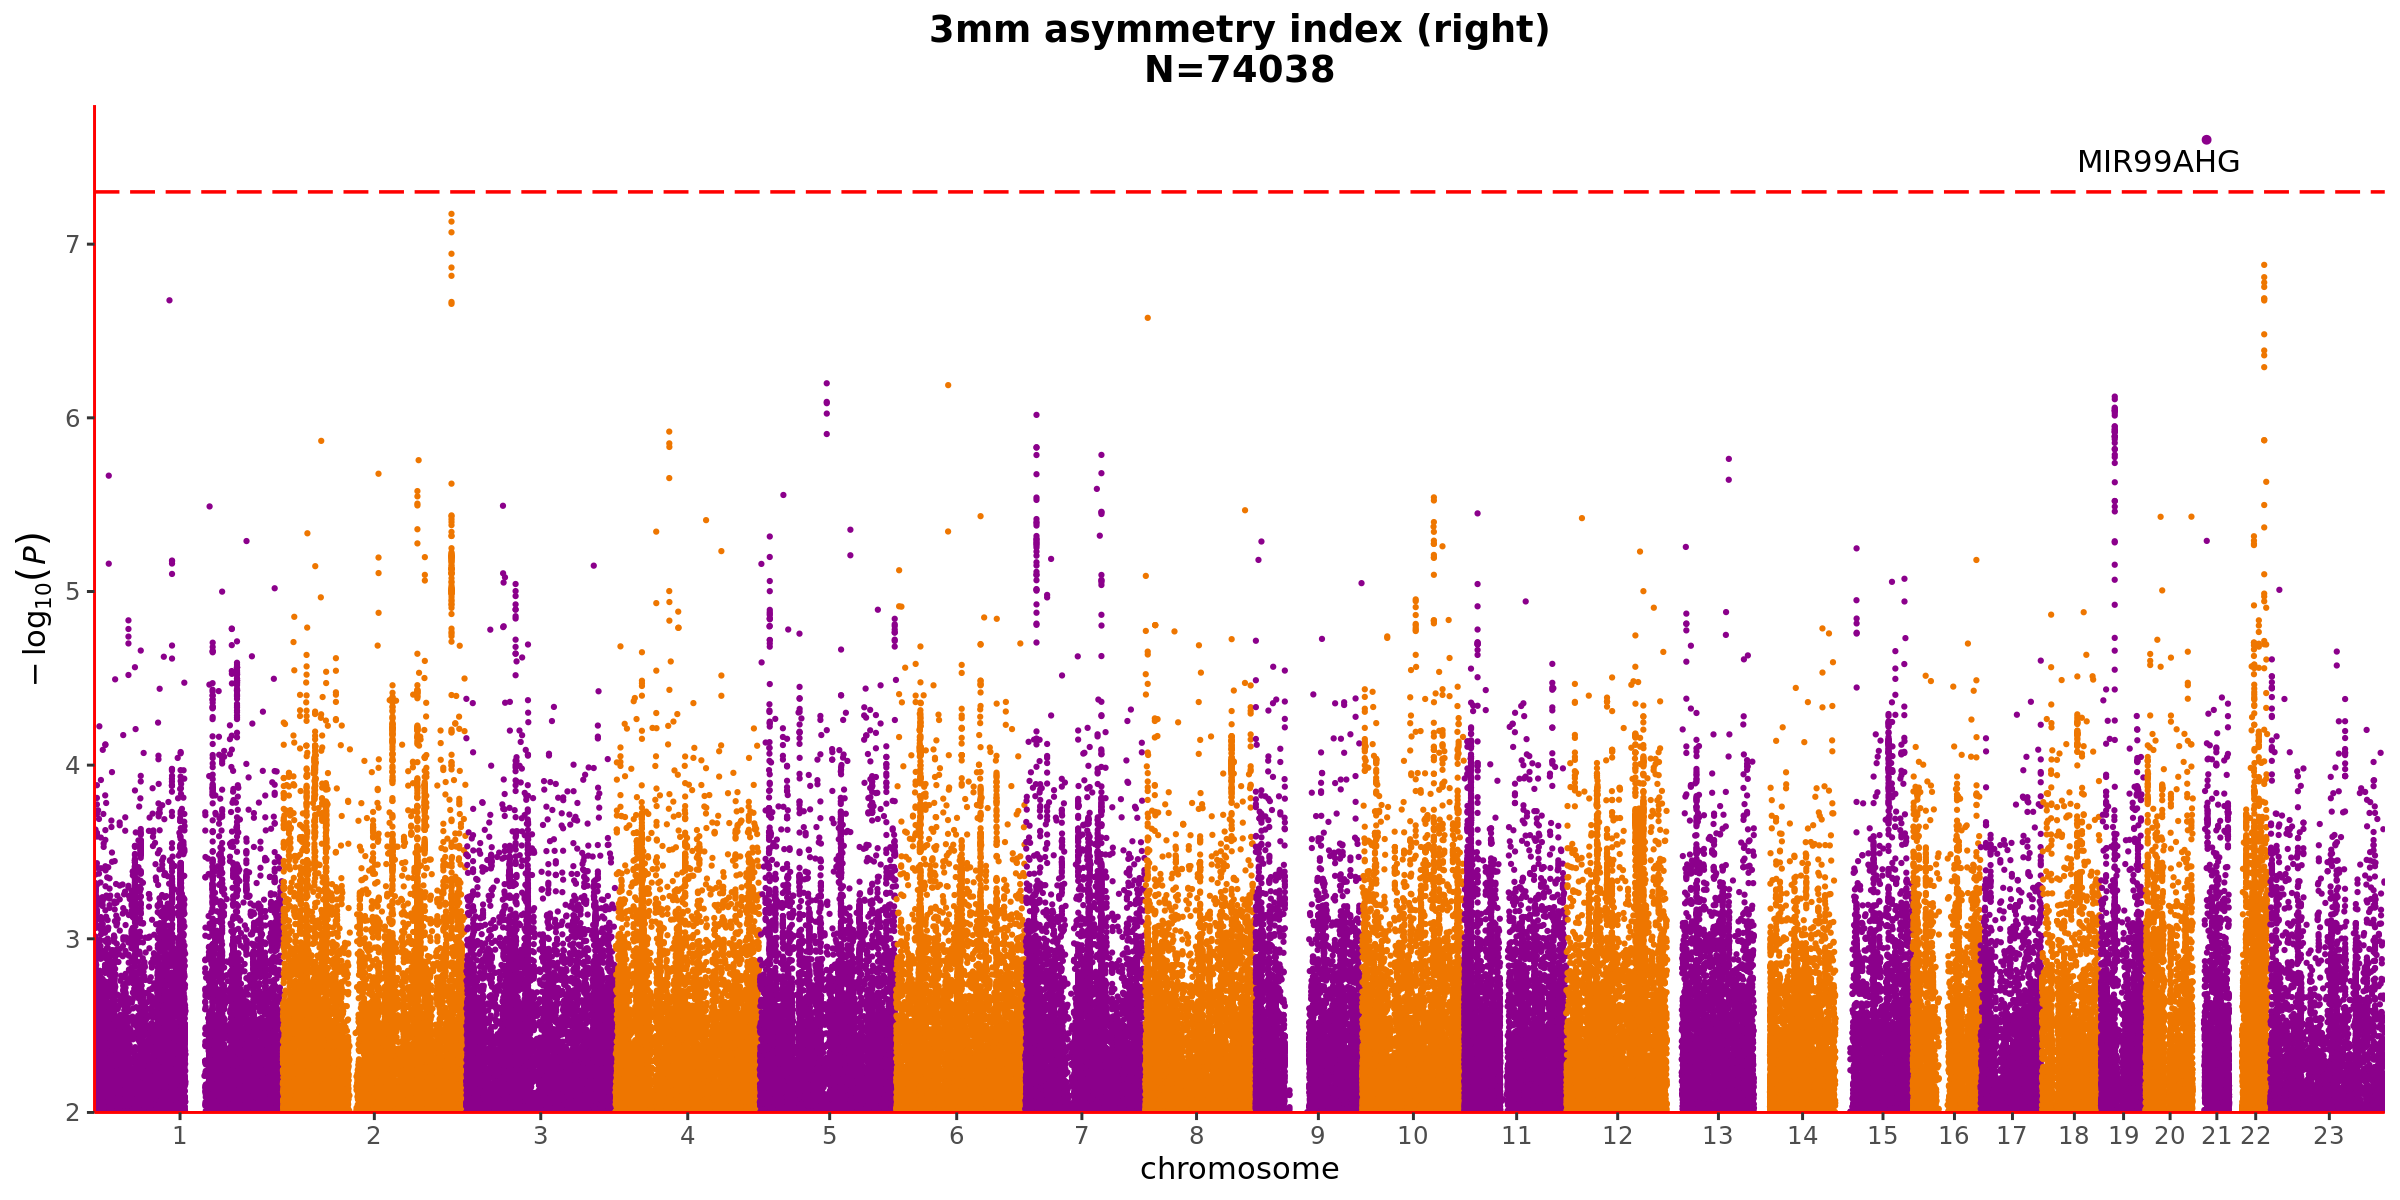 3mm asymmetry index (right)
N=74038
MIR99AHG
7
6
5
4
3
2
−log10(P)
1 2 3 4 5 6 7 8 9 10 11 12 13 14 15 16 17 18 19 20 21 22 23
chromosome